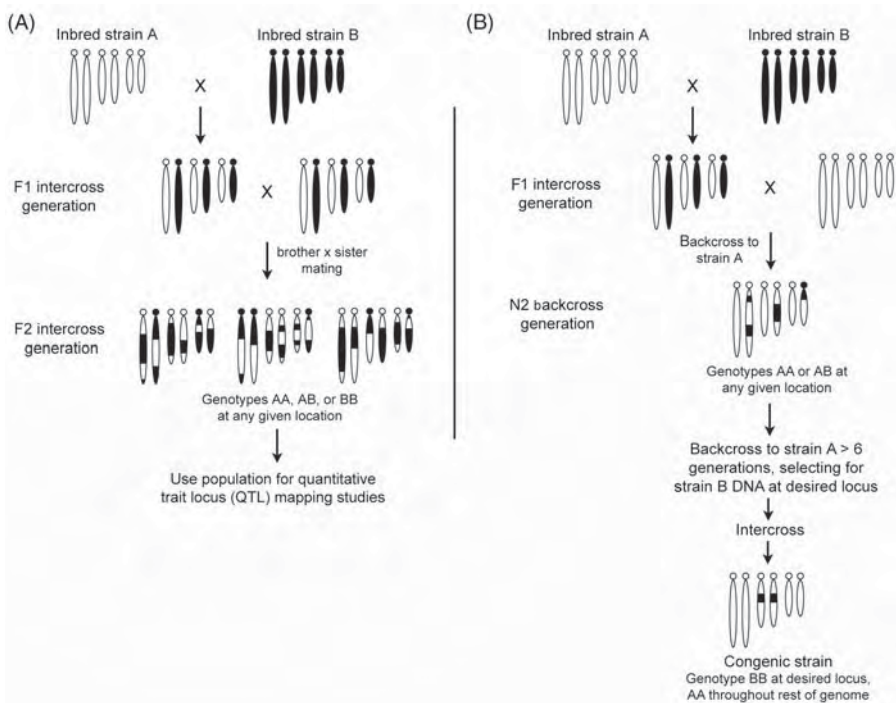 (A)
Inbred strain A
Inbred strain B
X
F1 intercross
generation
X
brother x sister
mating
F2 intercross
generation
Genotypes AA, AB, or BB
at any given location
Use population for quantitative
trait locus (QTL) mapping studies
(B)
Inbred strain A
Inbred strain B
X
F1 intercross
generation
X
Backcross to
strain A
N2 backcross
generation
Genotypes AA or AB at
any given location
Backcross to strain A > 6
generations, selecting for
strain B DNA at desired locus
Intercross
Congenic strain
Genotype BB at desired locus,
AA throughout rest of genome